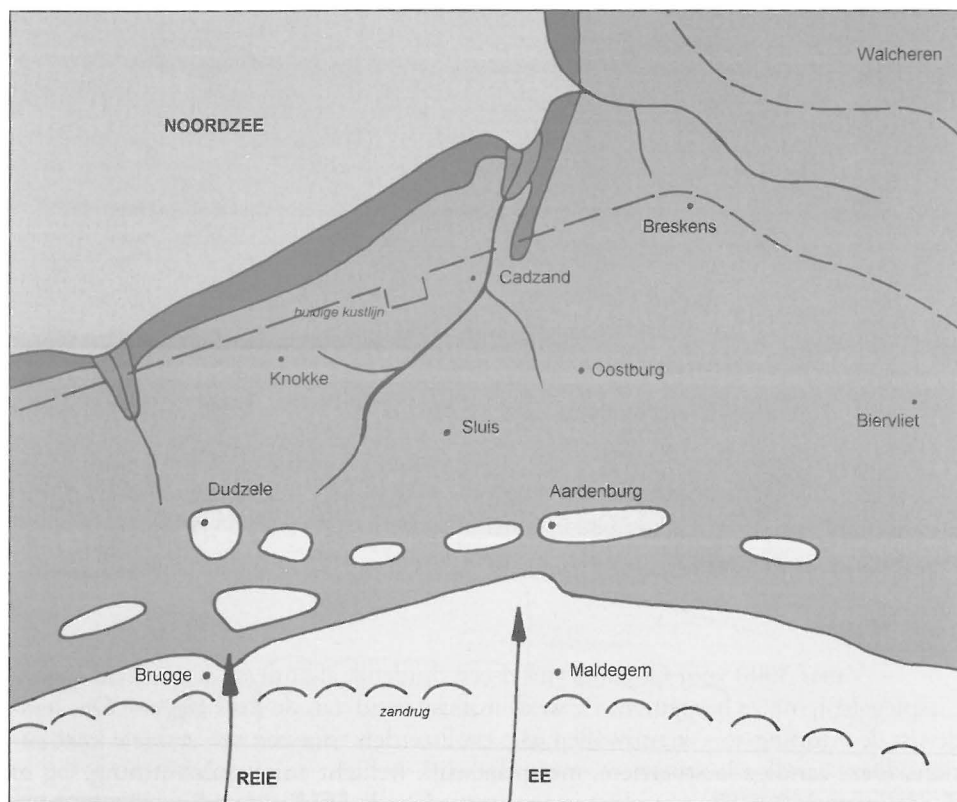 Walcheren
NOORDZEE
Breskens
Cadzand
huidige kustlijn
Knokke
Oostburg
Biervliet
Sluis
Dudzele
Aardenburg
Brugge
Maldegem
zandrug
REIE
EE